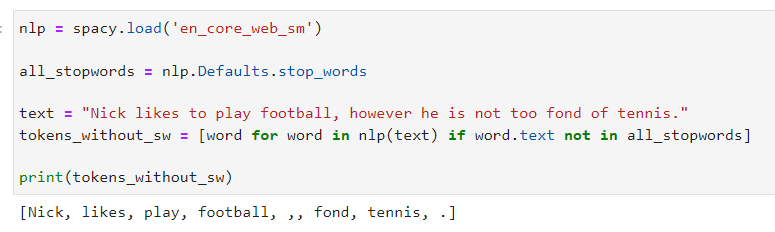 nlp = spacy.load('en_core_web_sm')
all_stopwords = nlp.Defaults.stop_words
text = "Nick likes to play football, however he is not too fond of tennis."
tokens_without_sw = [word for word in nlp(text) if word.text not in all_stopwords]
print(tokens_without_sw)
[Nick, likes, play, football, ,, fond, tennis, .]